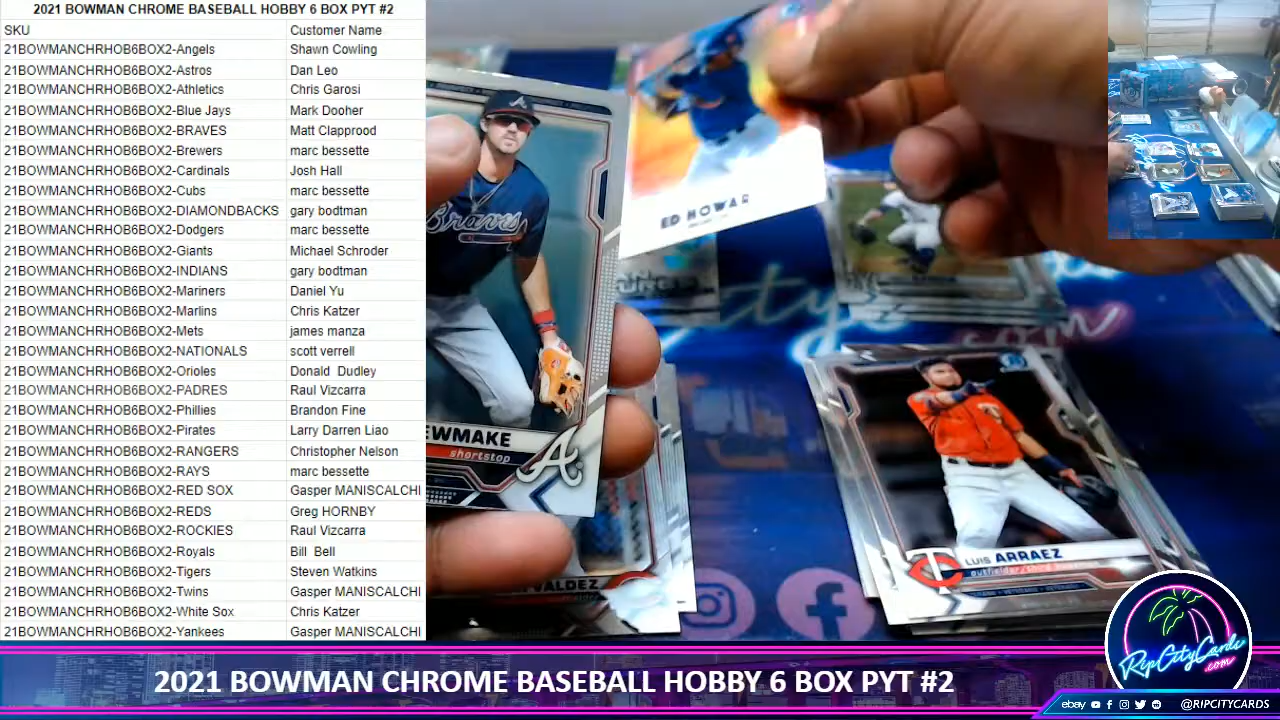 2021 BOWMAN CHROME BASEBALL HOBBY 6 BOX PYT #2
SKU Customer Name
21BOWMANCHRHOB6BOX2-Angels Shawn Cowling
21BOWMANCHRHOB6BOX2-Astros Dan Leo
21BOWMANCHRHOB6BOX2-Athletics Chris Garosi
21BOWMANCHRHOB6BOX2-Blue Jays Mark Dooher
21BOWMANCHRHOB6BOX2-BRAVES Matt Clapprood
21BOWMANCHRHOB6BOX2-Brewers marc bessette
21BOWMANCHRHOB6BOX2-Cardinals Josh Hall
21BOWMANCHRHOB6BOX2-Cubs marc bessette
21BOWMANCHRHOB6BOX2-DIAMONDBACKS gary bodtman
21BOWMANCHRHOB6BOX2-Dodgers marc bessette
21BOWMANCHRHOB6BOX2-Giants Michael Schroder
21BOWMANCHRHOB6BOX2-INDIANS gary bodtman
21BOWMANCHRHOB6BOX2-Mariners Daniel Yu
21BOWMANCHRHOB6BOX2-Marlins Chris Katzer
21BOWMANCHRHOB6BOX2-Mets james manza
21BOWMANCHRHOB6BOX2-NATIONALS scott verrell
21BOWMANCHRHOB6BOX2-Orioles Donald Dudley
21BOWMANCHRHOB6BOX2-PADRES Raul Vizcarra
21BOWMANCHRHOB6BOX2-Phillies Brandon Fine
21BOWMANCHRHOB6BOX2-Pirates Larry Darren Liao
21BOWMANCHRHOB6BOX2-RANGERS Christopher Nelson
21BOWMANCHRHOB6BOX2-RAYS marc bessette
21BOWMANCHRHOB6BOX2-RED SOX Gasper MANISCALCHI
21BOWMANCHRHOB6BOX2-REDS Greg HORNBY
21BOWMANCHRHOB6BOX2-ROCKIES Raul Vizcarra
21BOWMANCHRHOB6BOX2-Royals Bill Bell
21BOWMANCHRHOB6BOX2-Tigers Steven Watkins
21BOWMANCHRHOB6BOX2-Twins Gasper MANISCALCHI
21BOWMANCHRHOB6BOX2-White Sox Chris Katzer
21BOWMANCHRHOB6BOX2-Yankees Gasper MANISCALCHI
ED HOWAR
Braves
EWMAKE
shortstop
A
VALDEZ
LUIS ARRAEZ
RipCityCards
.com
2021 BOWMAN CHROME BASEBALL HOBBY 6 BOX PYT #2
ebay @RIPCITYCARDS